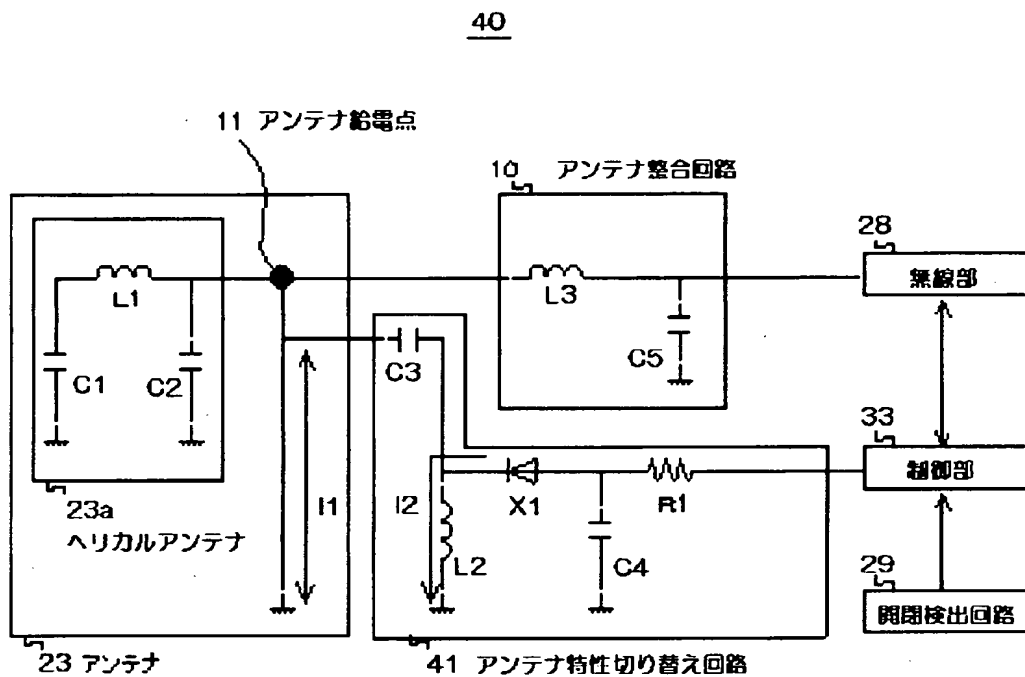 40
11 アンテナ給電点
10 アンテナ整合回路
28
無線部
L1
L3
C1
C2
C3
C5
33
制御部
23a
ヘリカルアンテナ
I1
I2
X1
R1
L2
C4
29
開閉検出回路
23 アンテナ
41 アンテナ特性切り替え回路